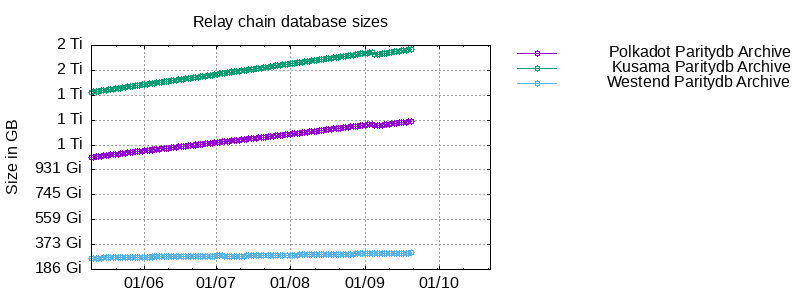 Relay chain database sizes
2 Ti
2 Ti
1 Ti
1 Ti
1 Ti
931 Gi
745 Gi
559 Gi
373 Gi
186 Gi
Size in GB
01/06 01/07 01/08 01/09 01/10
Polkadot Paritydb Archive
Kusama Paritydb Archive
Westend Paritydb Archive